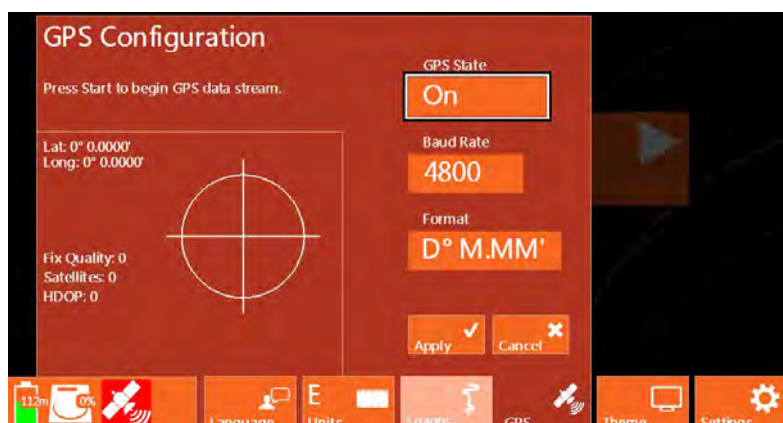 GPS Configuration
Press Start to begin GPS data stream.
Lat: 0° 0.0000'
Long: 0° 0.0000'
Fix Quality: 0
Satellites: 0
HDOP: 0
GPS State
On
Baud Rate
4800
Format
D° M.MM'
Apply
Cancel
112m
0%
Language
E
Units
GPS
Theme
Settings